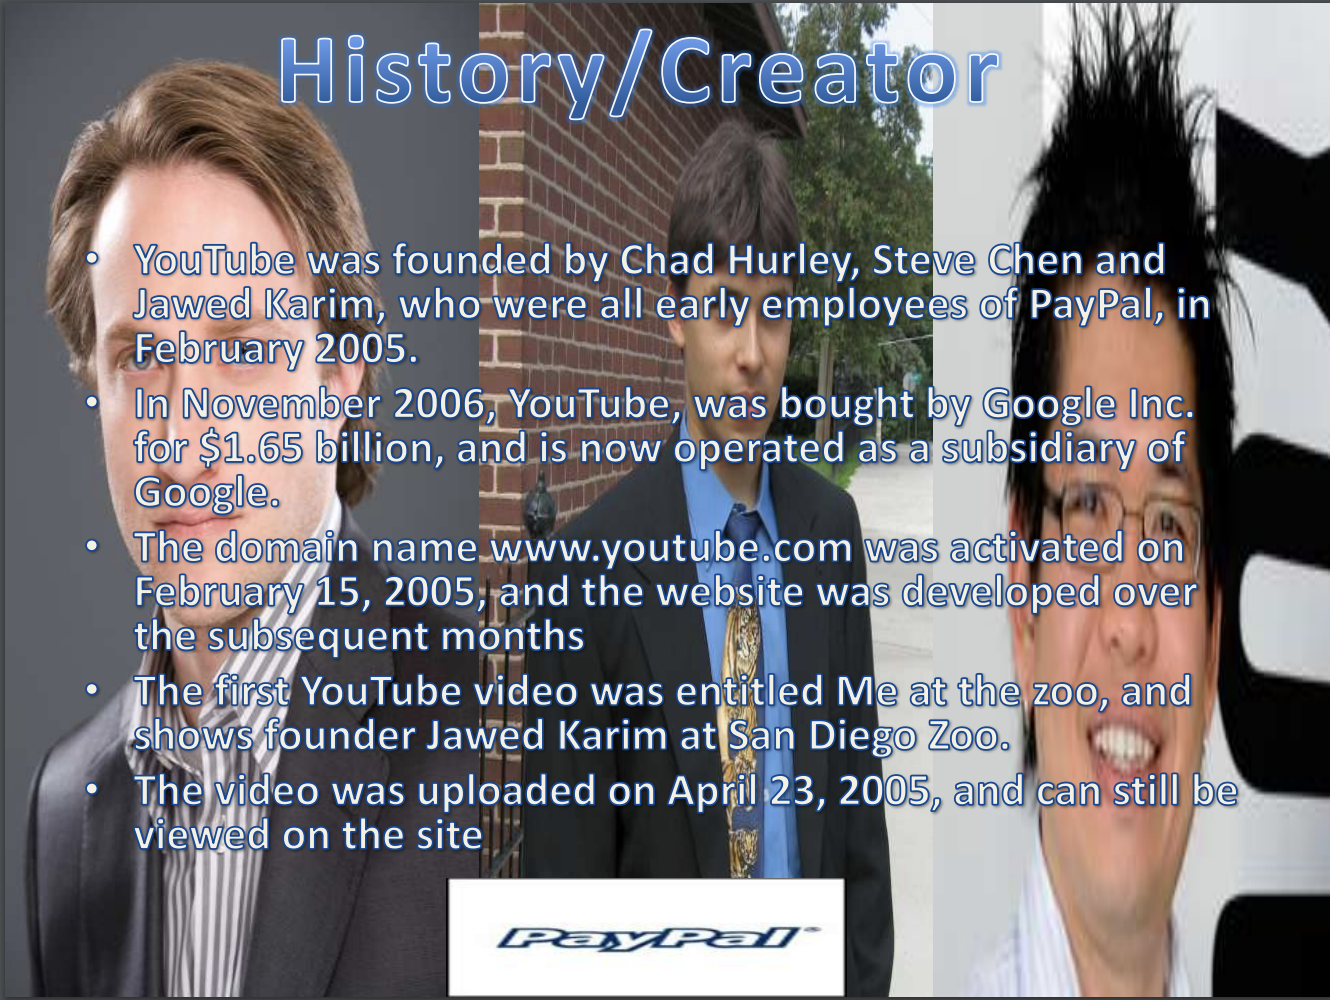 History/Creator
• YouTube was founded by Chad Hurley, Steve Chen and
Jawed Karim, who were all early employees of PayPal, in
February 2005.
• In November 2006, YouTube, was bought by Google Inc.
for $1.65 billion, and is now operated as a subsidiary of
Google.
• The domain name www.youtube.com was activated on
February 15, 2005, and the website was developed over
the subsequent months
• The first YouTube video was entitled Me at the zoo, and
shows founder Jawed Karim at San Diego Zoo.
• The video was uploaded on April 23, 2005, and can still be
viewed on the site
PayPal